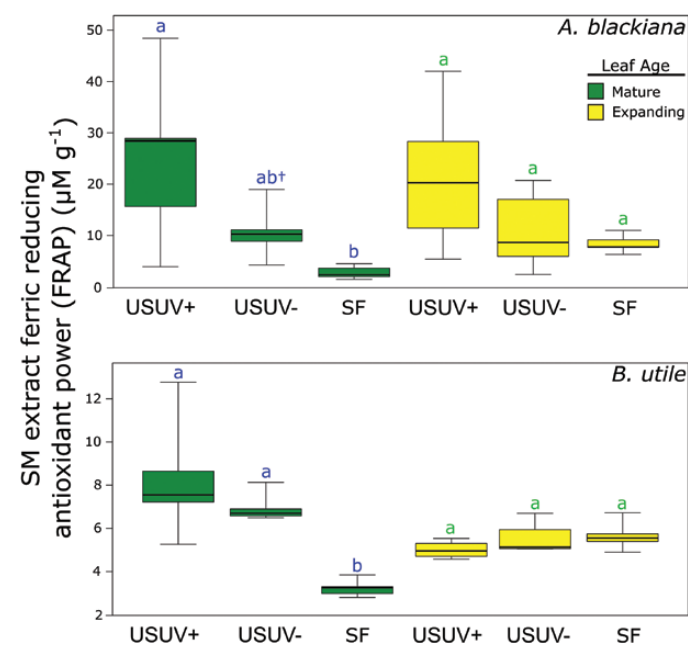 SM extract ferric reducing
antioxidant power (FRAP) (µM g⁻¹)
A. blackiana
Leaf Age
Mature
Expanding
50
40
30
20
10
0
a
ab†
b
a
a
a
USUV+ USUV- SF USUV+ USUV- SF
B. utile
12
10
8
6
4
2
a
a
b
a
a
a
USUV+ USUV- SF USUV+ USUV- SF